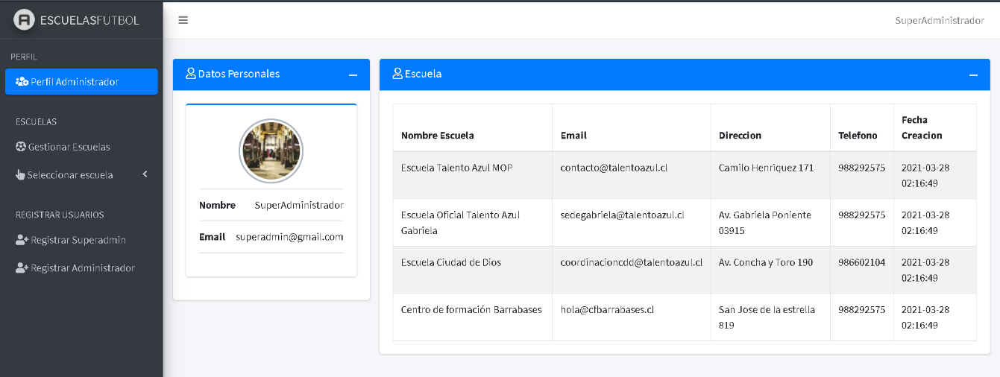 ESCUELASFUTBOL
SuperAdministrador
PERFIL
Perfil Administrador
ESCUELAS
Gestionar Escuelas
Seleccionar escuela
REGISTRAR USUARIOS
Registrar Superadmin
Registrar Administrador
Datos Personales
Nombre SuperAdministrador
Email superadmin@gmail.com
Escuela
Nombre Escuela Email Direccion Telefono Fecha
Creacion
Escuela Talento Azul MOP contacto@talentoazul.cl Camilo Henriquez 171 988292575 2021-03-28
02:16:49
Escuela Oficial Talento Azul sedegabriela@talentoazul.cl Av. Gabriela Poniente 988292575 2021-03-28
Gabriela 03915 02:16:49
Escuela Ciudad de Dios coordinacioncdd@talentoazul.cl Av. Concha y Toro 190 986602104 2021-03-28
02:16:49
Centro de formación Barrabases hola@cfbarrabases.cl San Jose de la estrella 988292575 2021-03-28
819 02:16:49